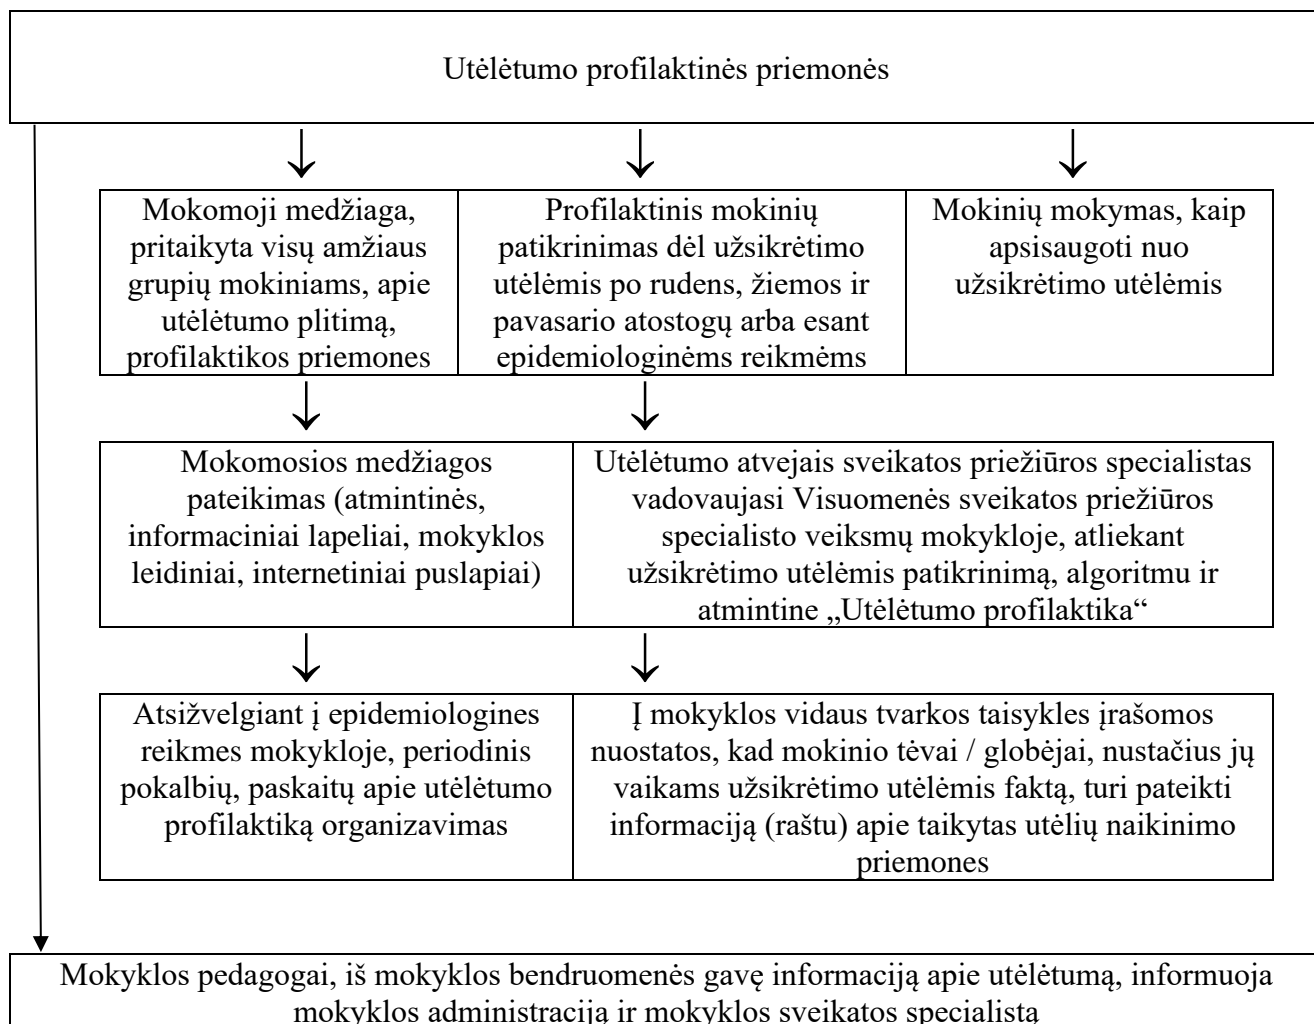 Utėlėtumo profilaktinės priemonės
Mokomoji medžiaga,
pritaikyta visų amžiaus
grupių mokiniams, apie
utėlėtumo plitimą,
profilaktikos priemones
Profilaktinis mokinių
patikrinimas dėl užsikrėtimo
utėlėmis po rudens, žiemos ir
pavasario atostogų arba esant
epidemiologinėms reikmėms
Mokinių mokymas, kaip
apsisaugoti nuo
užsikrėtimo utėlėmis
Mokomosios medžiagos
pateikimas (atmintinės,
informaciniai lapeliai, mokyklos
leidiniai, internetiniai puslapiai)
Utėlėtumo atvejais sveikatos priežiūros specialistas
vadovaujasi Visuomenės sveikatos priežiūros
specialisto veiksmų mokykloje, atliekant
užsikrėtimo utėlėmis patikrinimą, algoritmu ir
atmintine „Utėlėtumo profilaktika“
Atsižvelgiant į epidemiologines
reikmes mokykloje, periodinis
pokalbių, paskaitų apie utėlėtumo
profilaktiką organizavimas
Į mokyklos vidaus tvarkos taisykles įrašomos
nuostatos, kad mokinio tėvai / globėjai, nustačius jų
vaikams užsikrėtimo utėlėmis faktą, turi pateikti
informaciją (raštu) apie taikytas utėlių naikinimo
priemones
Mokyklos pedagogai, iš mokyklos bendruomenės gavę informaciją apie utėlėtumą, informuoja
mokyklos administraciją ir mokyklos sveikatos specialistą